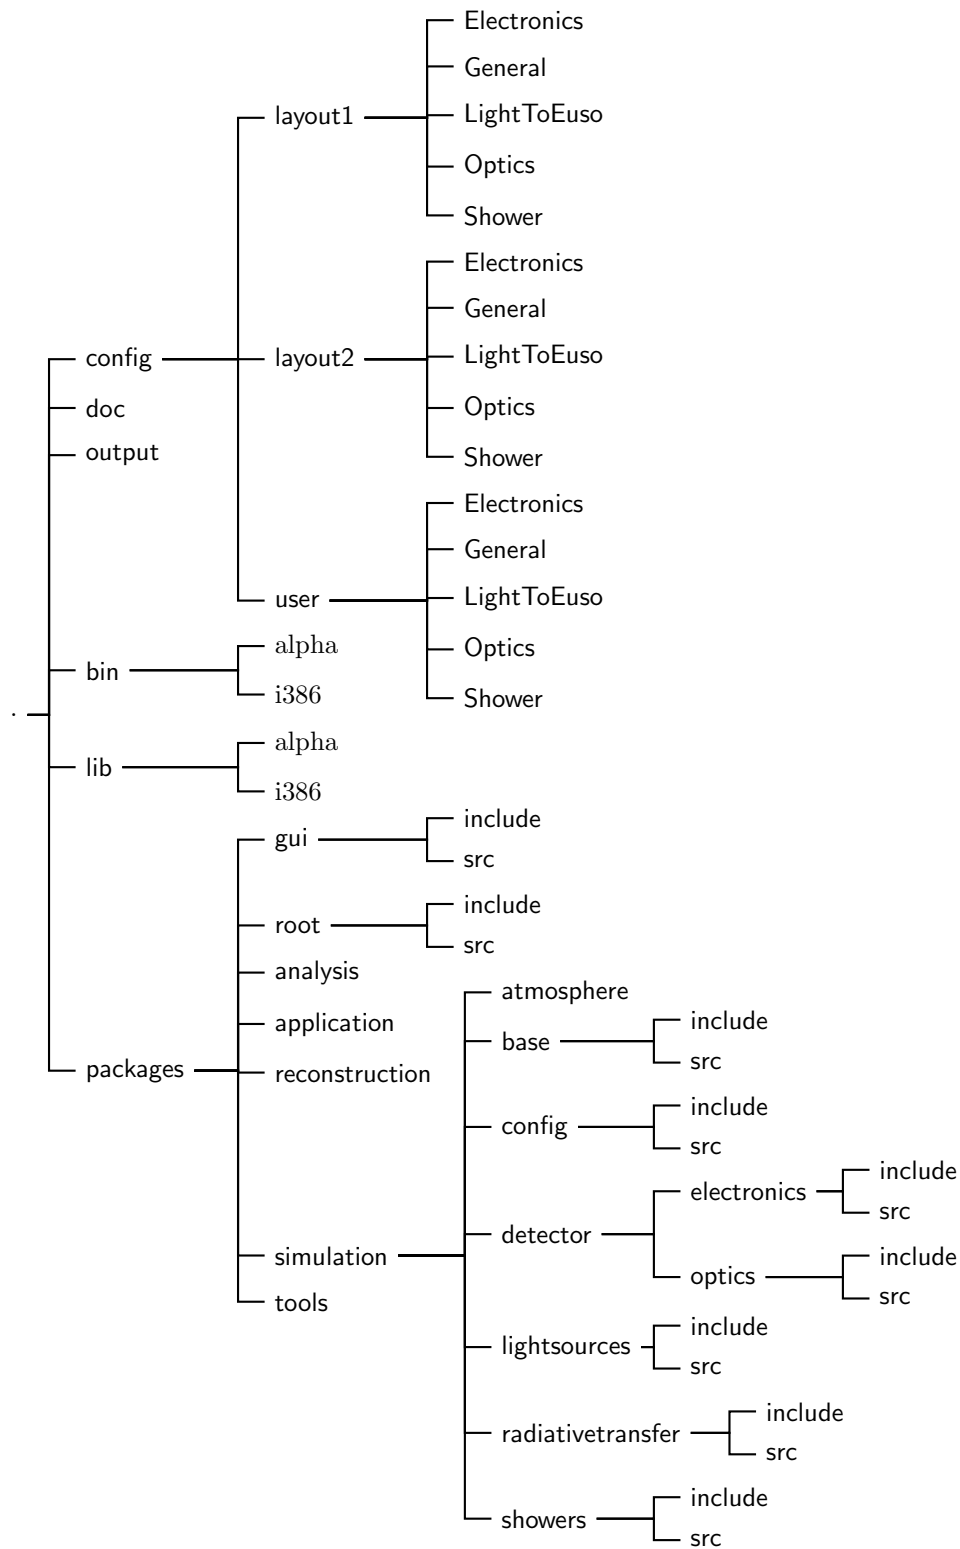 Electronics
General
layout1
LightToEuso
Optics
Shower
Electronics
General
config
layout2
LightToEuso
doc
Optics
output
Shower
Electronics
General
user
LightToEuso
alpha
Optics
bin
i386
Shower
.
alpha
lib
i386
gui
include
src
root
include
src
analysis
atmosphere
application
base
include
src
packages
reconstruction
config
include
src
electronics
include
src
detector
simulation
optics
include
src
tools
lightsources
include
src
radiativetransfer
include
src
showers
include
src